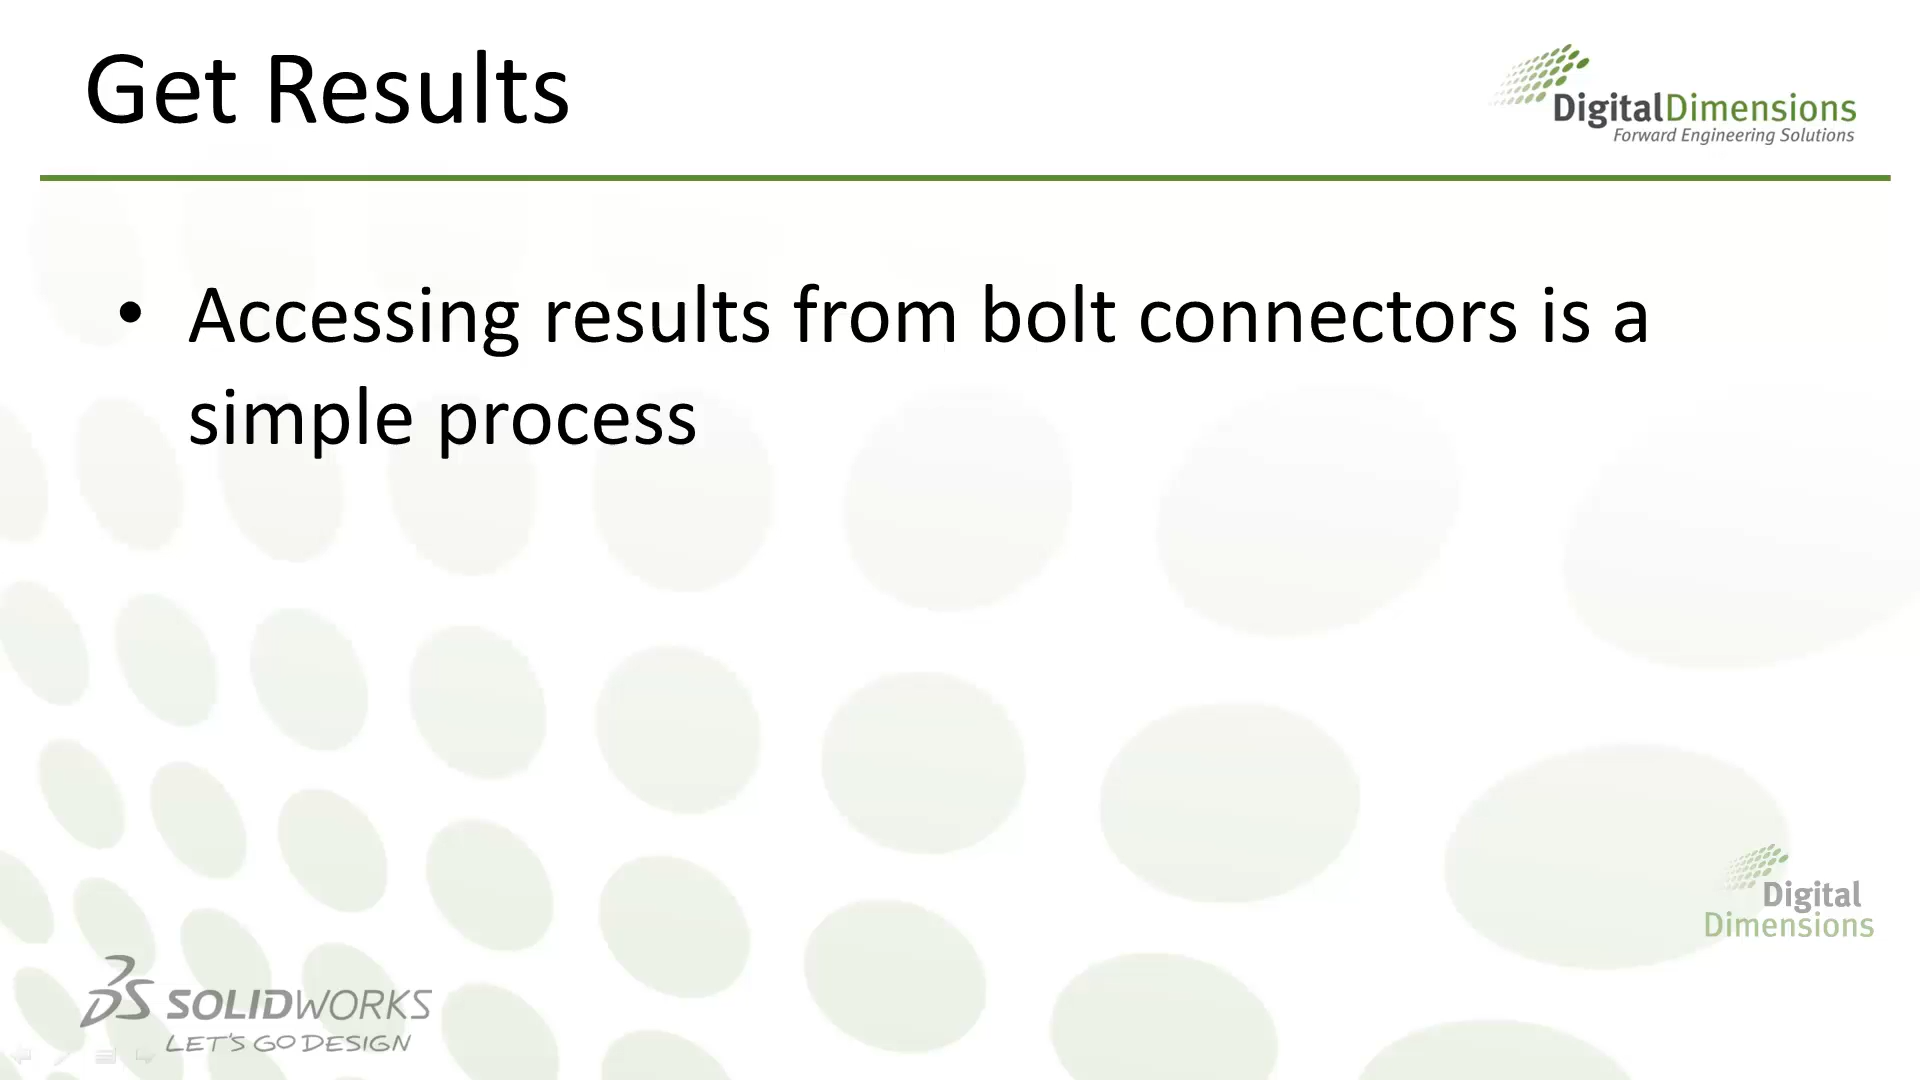 Get Results
DigitalDimensions
Forward Engineering Solutions
• Accessing results from bolt connectors is a
simple process
Digital
Dimensions
SOLIDWORKS
LET'S GO DESIGN